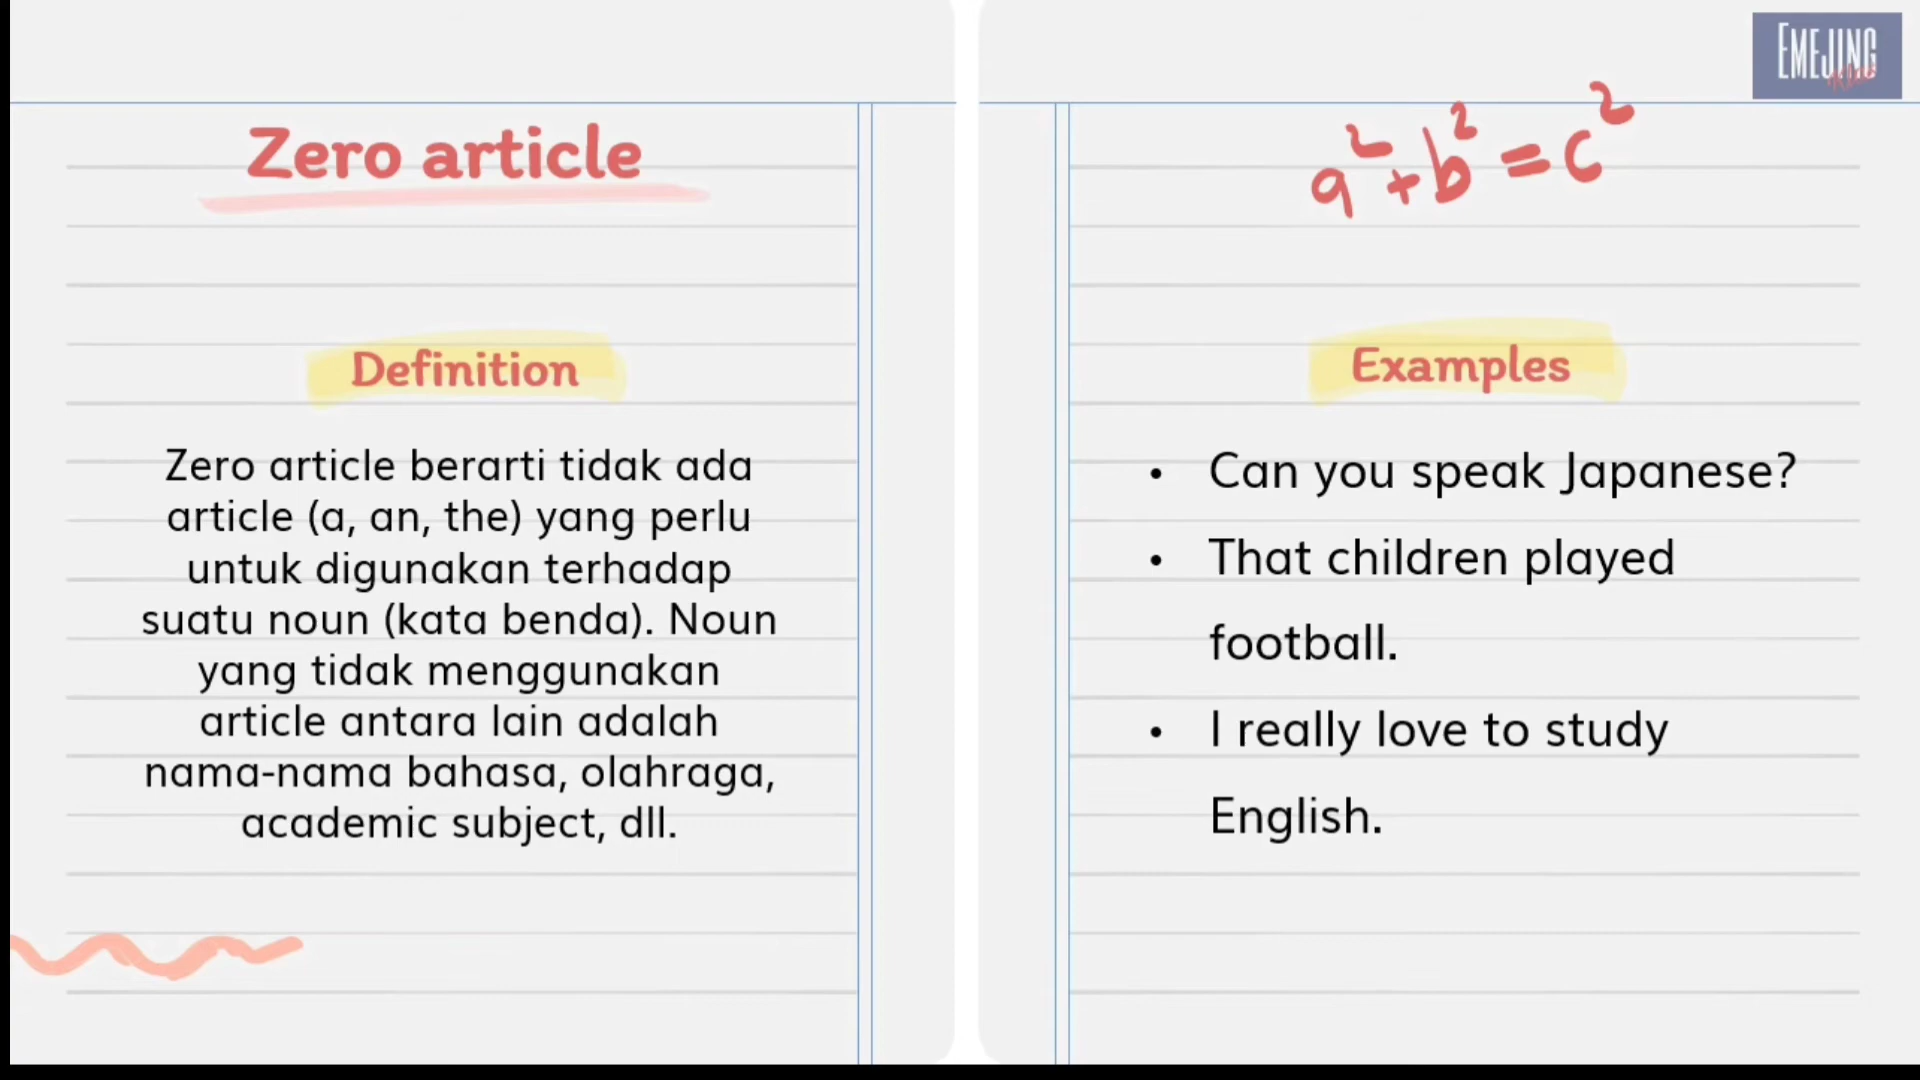 EMEJING
Zero article
a²+b²=c²
Definition
Zero article berarti tidak ada
article (a, an, the) yang perlu
untuk digunakan terhadap
suatu noun (kata benda). Noun
yang tidak menggunakan
article antara lain adalah
nama-nama bahasa, olahraga,
academic subject, dll.
Examples
• Can you speak Japanese?
• That children played
football.
• I really love to study
English.